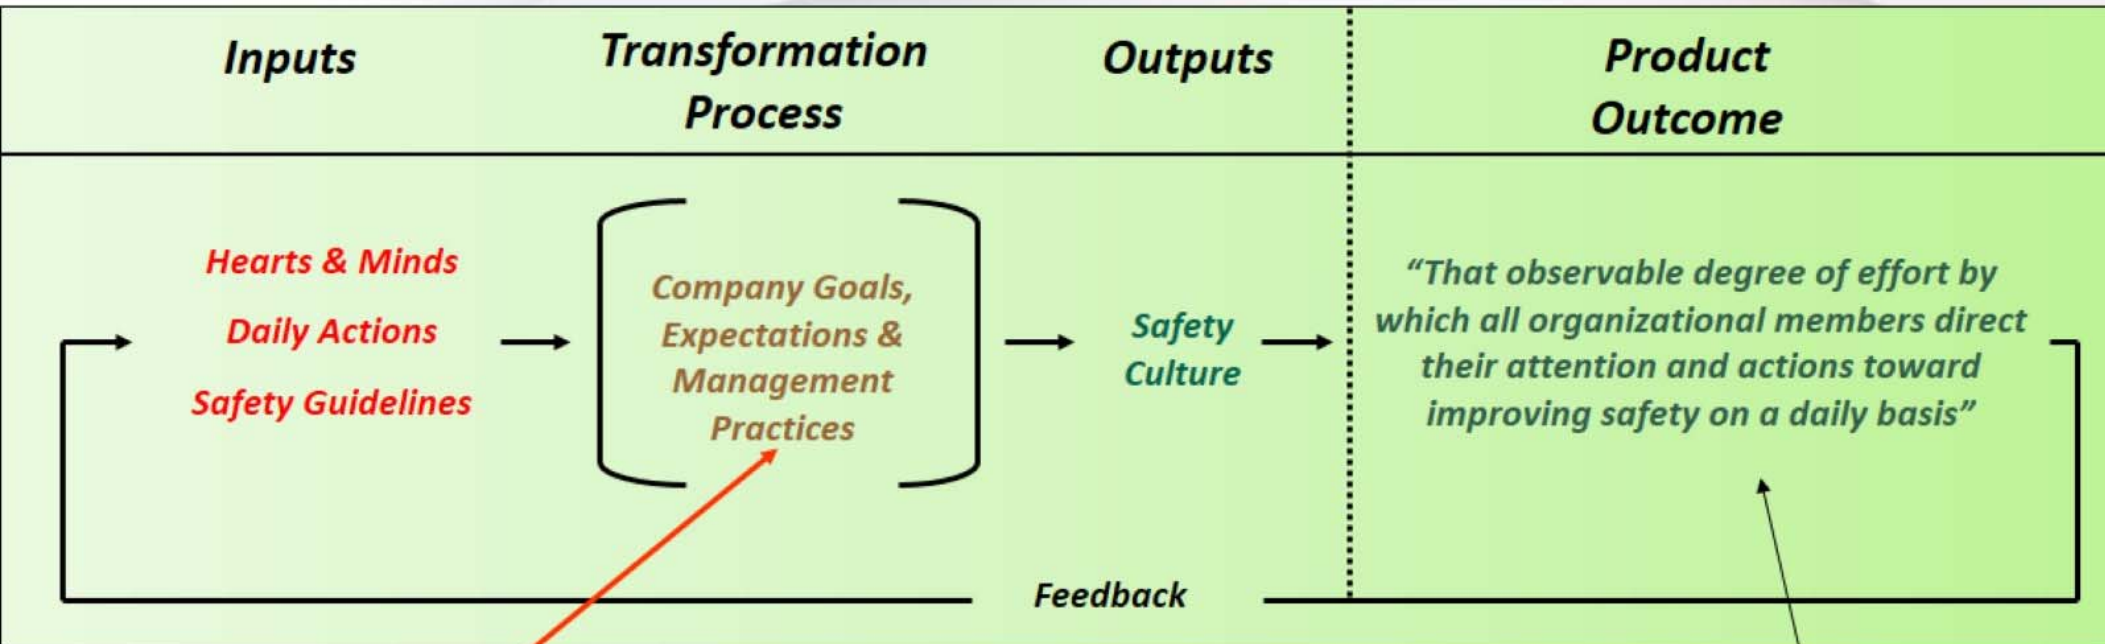 Inputs
Transformation
Process
Outputs
Product
Outcome
Hearts & Minds
Daily Actions
Safety Guidelines
Company Goals,
Expectations &
Management
Practices
Safety
Culture
“That observable degree of effort by
which all organizational members direct
their attention and actions toward
improving safety on a daily basis”
Feedback